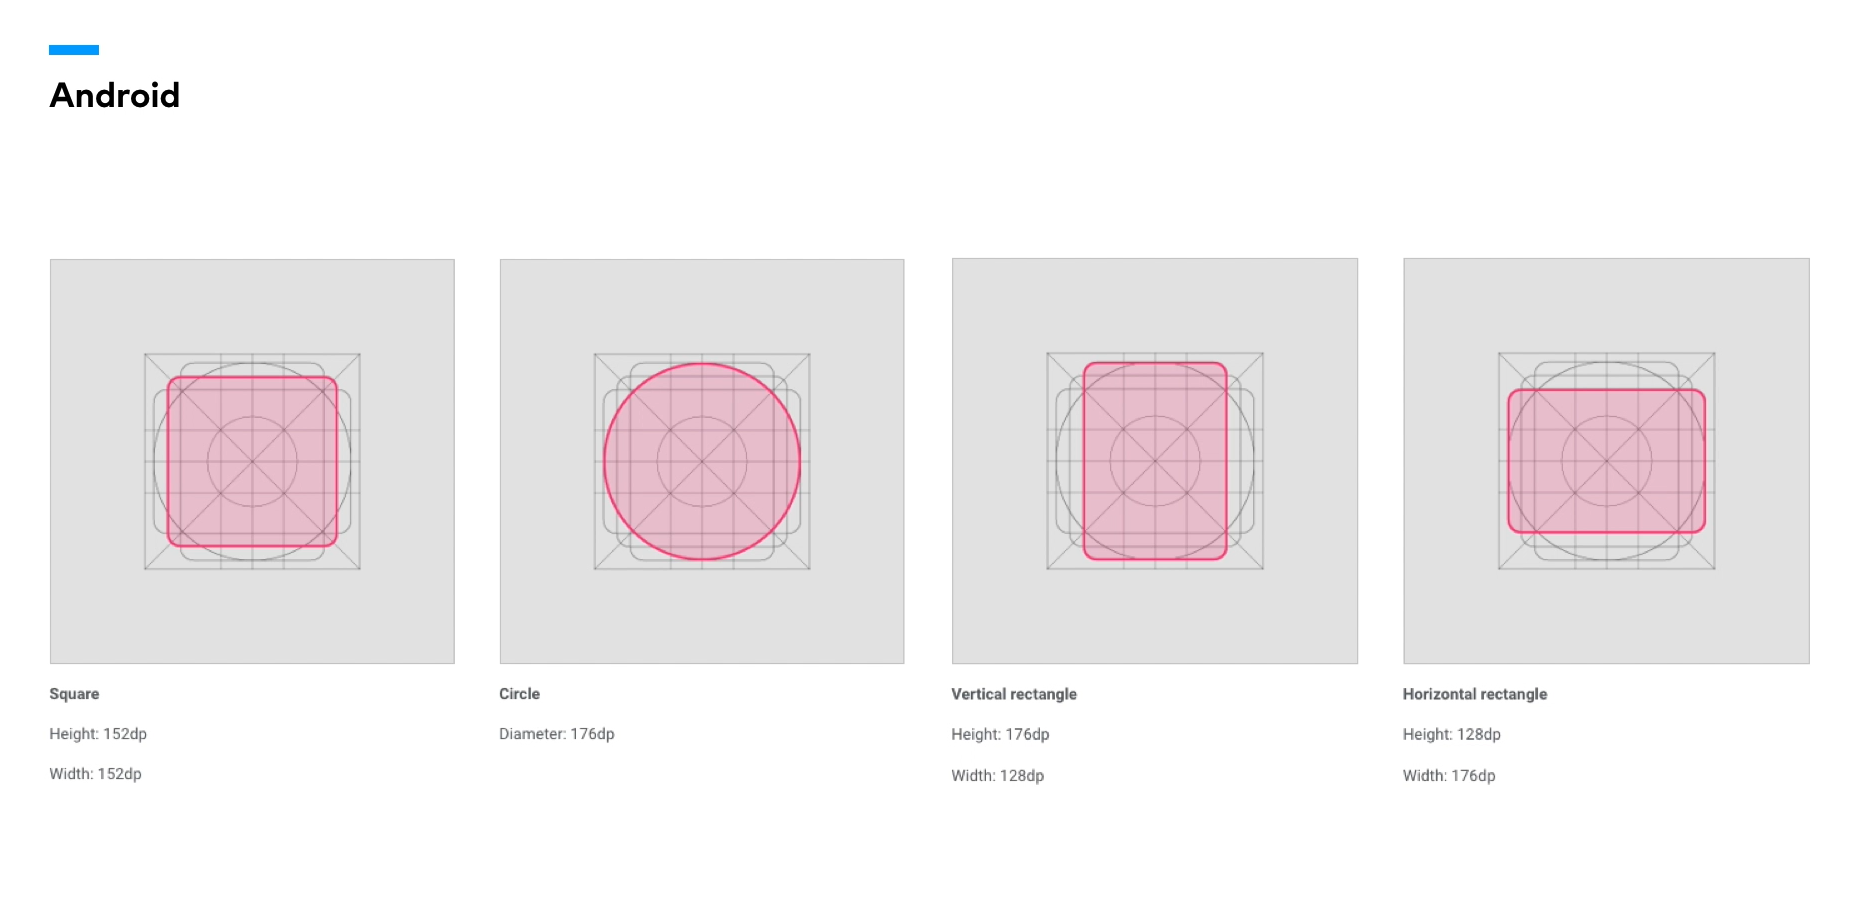 Android
Square
Height: 152dp
Width: 152dp
Circle
Diameter: 176dp
Vertical rectangle
Height: 176dp
Width: 128dp
Horizontal rectangle
Height: 128dp
Width: 176dp